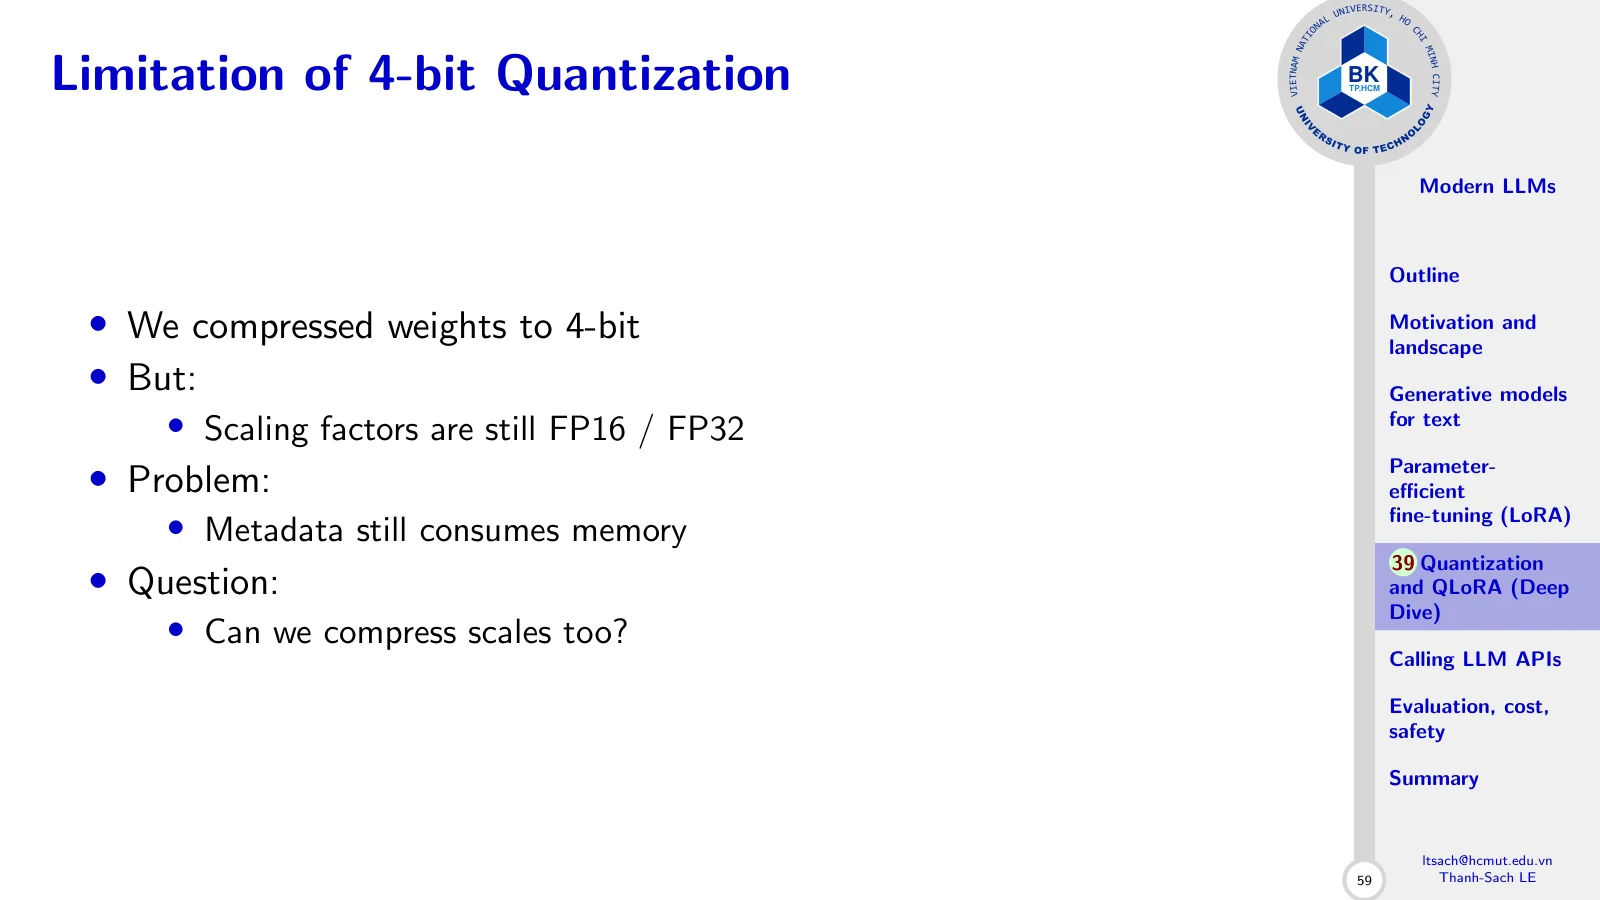 Limitation of 4-bit Quantization
• We compressed weights to 4-bit
• But:
• Scaling factors are still FP16 / FP32
• Problem:
• Metadata still consumes memory
• Question:
• Can we compress scales too?
VIETNAM NATIONAL UNIVERSITY, HO CHI MINH CITY
BK
TP.HCM
UNIVERSITY OF TECHNOLOGY
Modern LLMs
Outline
Motivation and
landscape
Generative models
for text
Parameter-
efficient
fine-tuning (LoRA)
39 Quantization
and QLoRA (Deep
Dive)
Calling LLM APIs
Evaluation, cost,
safety
Summary
ltsach@hcmut.edu.vn
Thanh-Sach LE
59